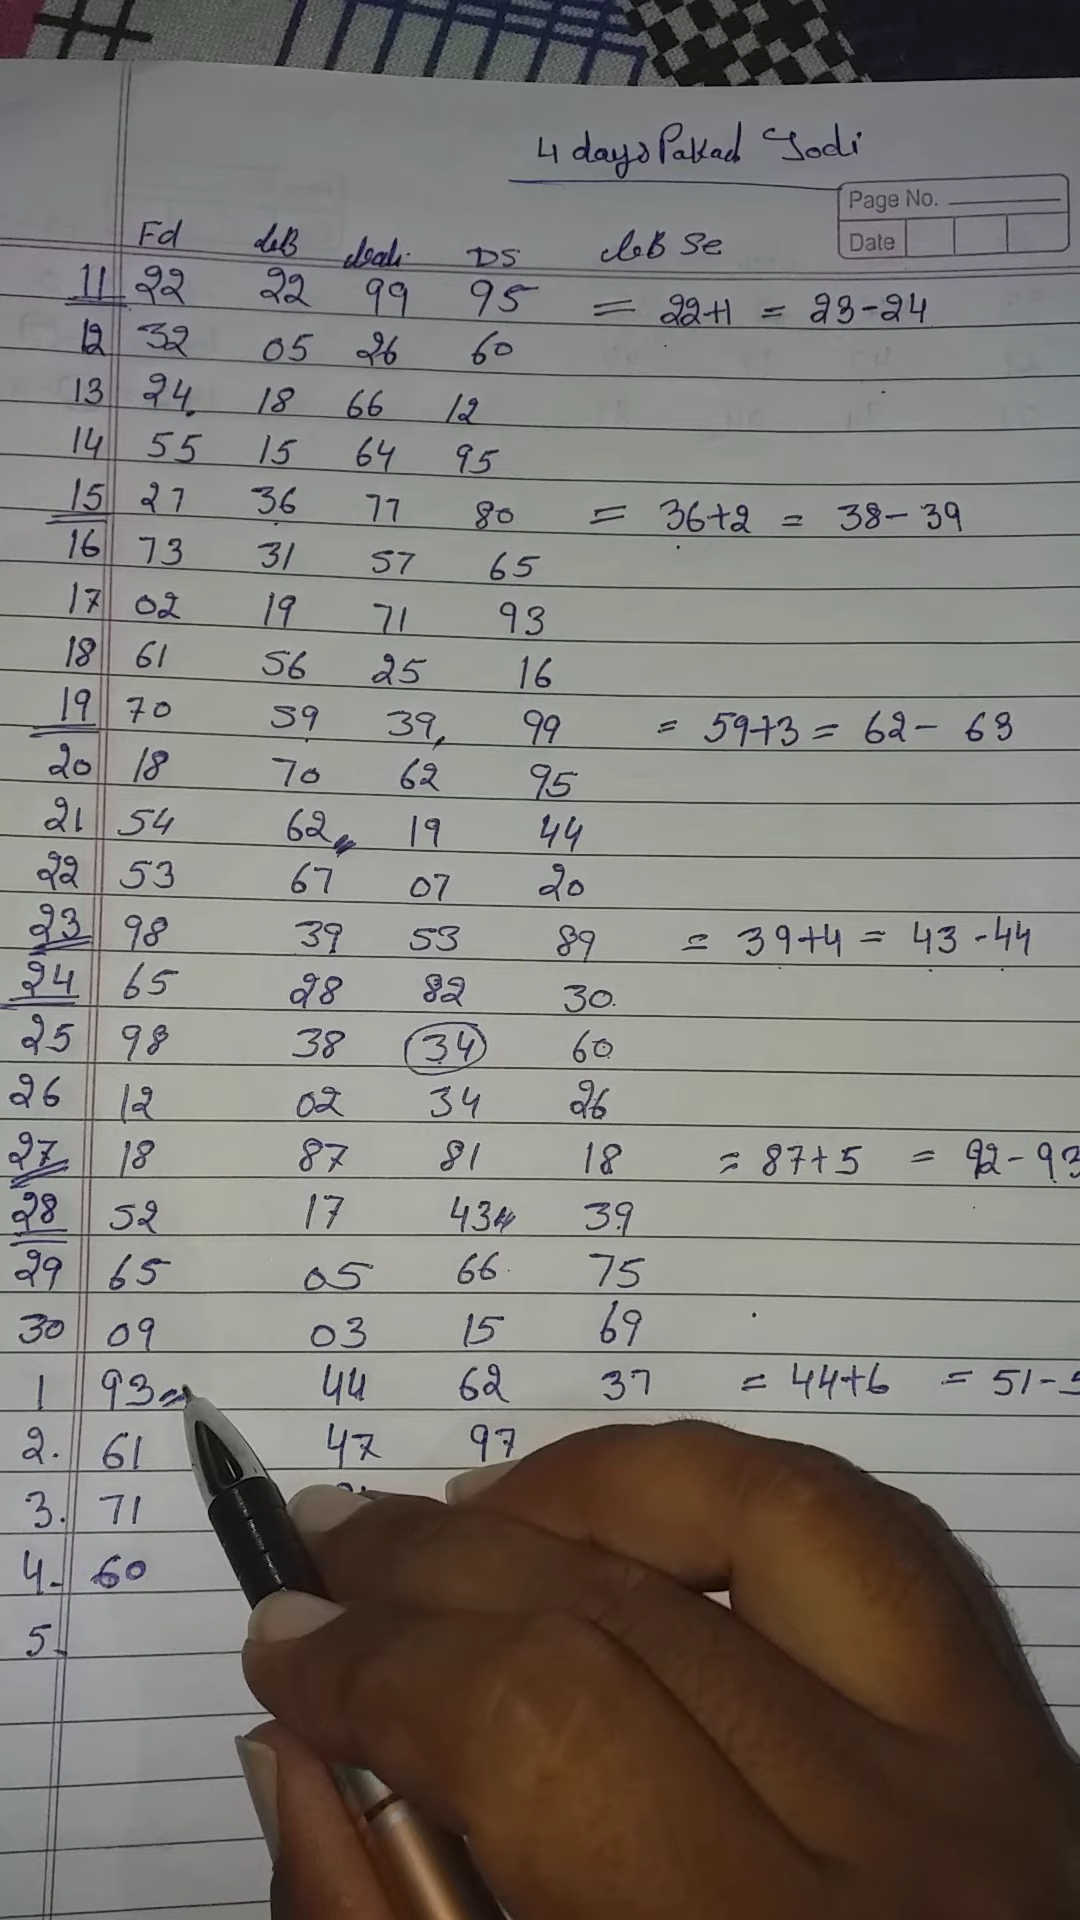 4 days Pakad Jodi
Page No.
Date
Fd DS Se
11 22 22 99 95 = 22+1 = 23-24
12 32 05 26 60
13 24 18 66 12
14 55 15 64 95
15 27 36 77 80 = 36+2 = 38-39
16 73 31 57 65
17 02 19 71 93
18 61 56 25 16
19 70 59 39 99 = 59+3 = 62- 63
20 18 70 62 95
21 54 62 19 44
22 53 67 07 20
23 98 39 53 89 = 39+4 = 43-44
24 65 28 82 30
25 98 38 34 60
26 12 02 34 26
27 18 87 81 18 = 87+5 = 92-93
28 52 17 43 39
29 65 05 66 75
30 09 03 15 69
1 93 = 44 62 37 = 44+6 = 51-5
2. 61 47 97
3. 71
4- 60
5-